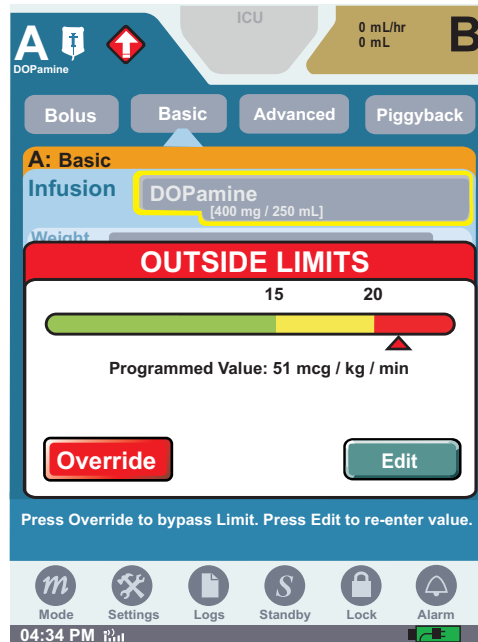 ICU
A
DOPamine
0 mL/hr
0 mL
B
Bolus
Basic
Advanced
Piggyback
A: Basic
Infusion
DOPamine
[400 mg / 250 mL]
Weight
OUTSIDE LIMITS
15 20
Programmed Value: 51 mcg / kg / min
Override
Edit
Press Override to bypass Limit. Press Edit to re-enter value.
m
S
Mode
Settings
Logs
Standby
Lock
Alarm
04:34 PM